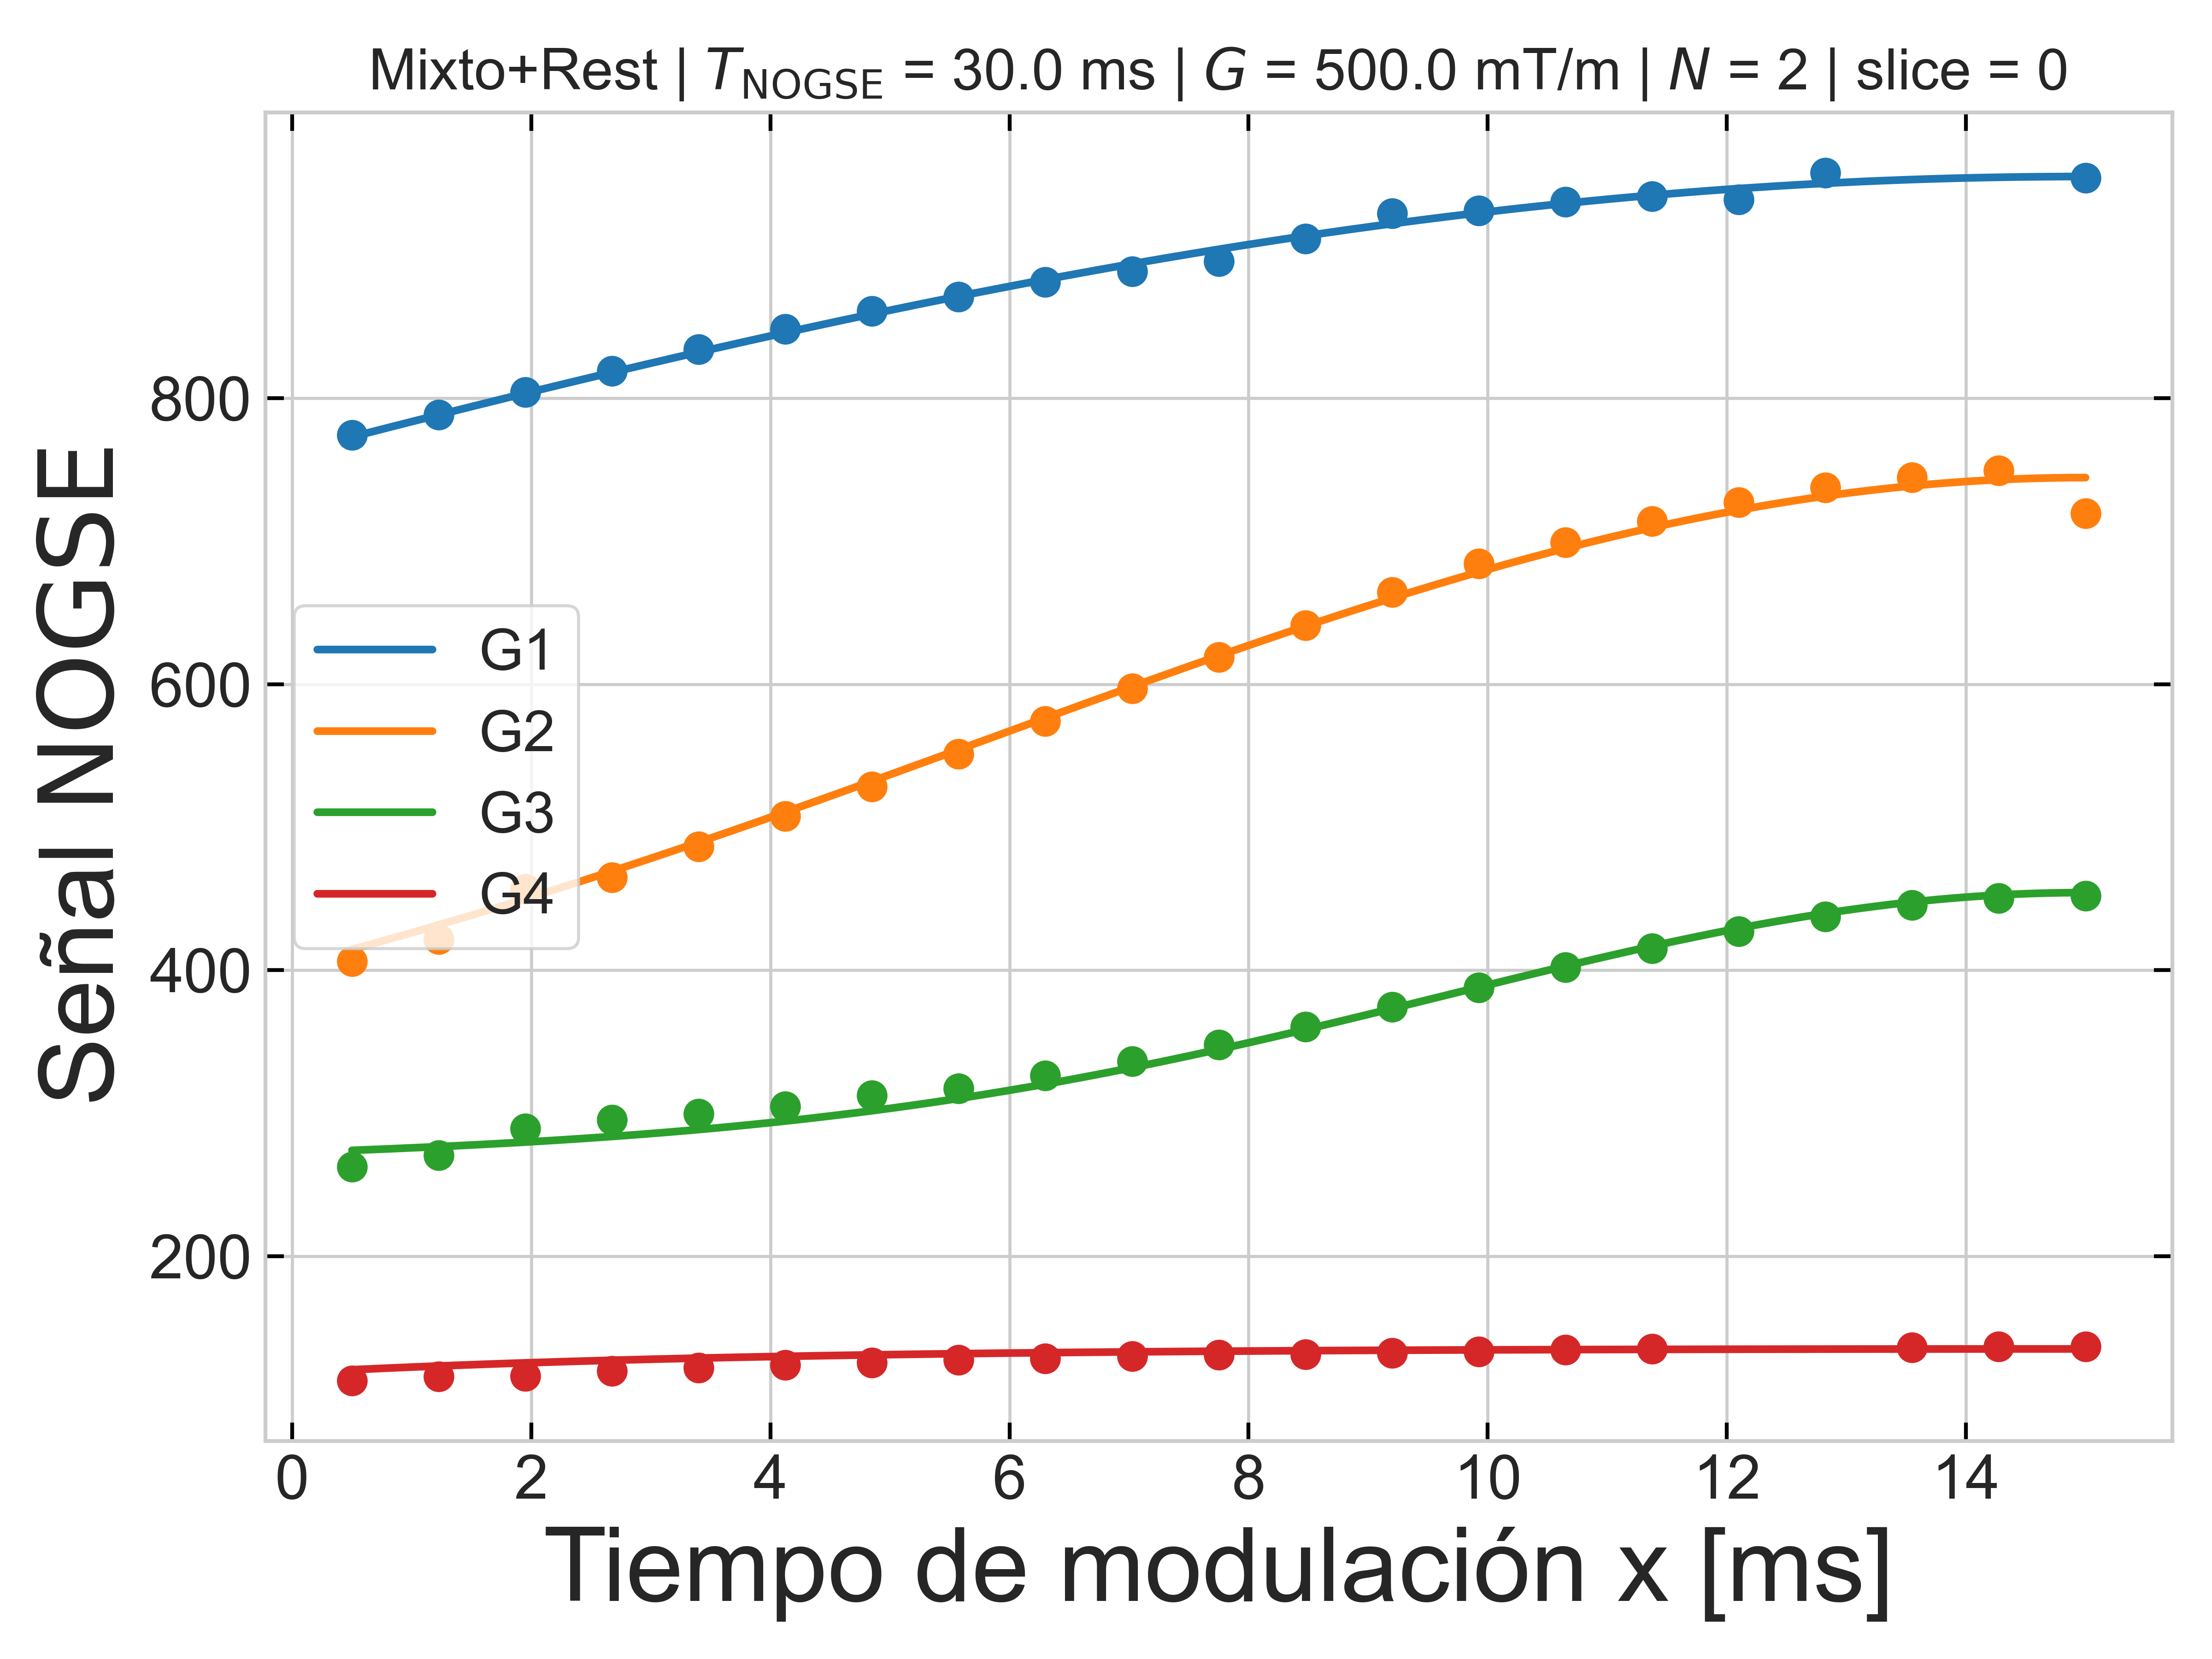 Mixto+Rest | T_NOGSE = 30.0 ms | G = 500.0 mT/m | N = 2 | slice = 0
Señal NOGSE
800
600
400
200
G1
G2
G3
G4
0 2 4 6 8 10 12 14
Tiempo de modulación x [ms]